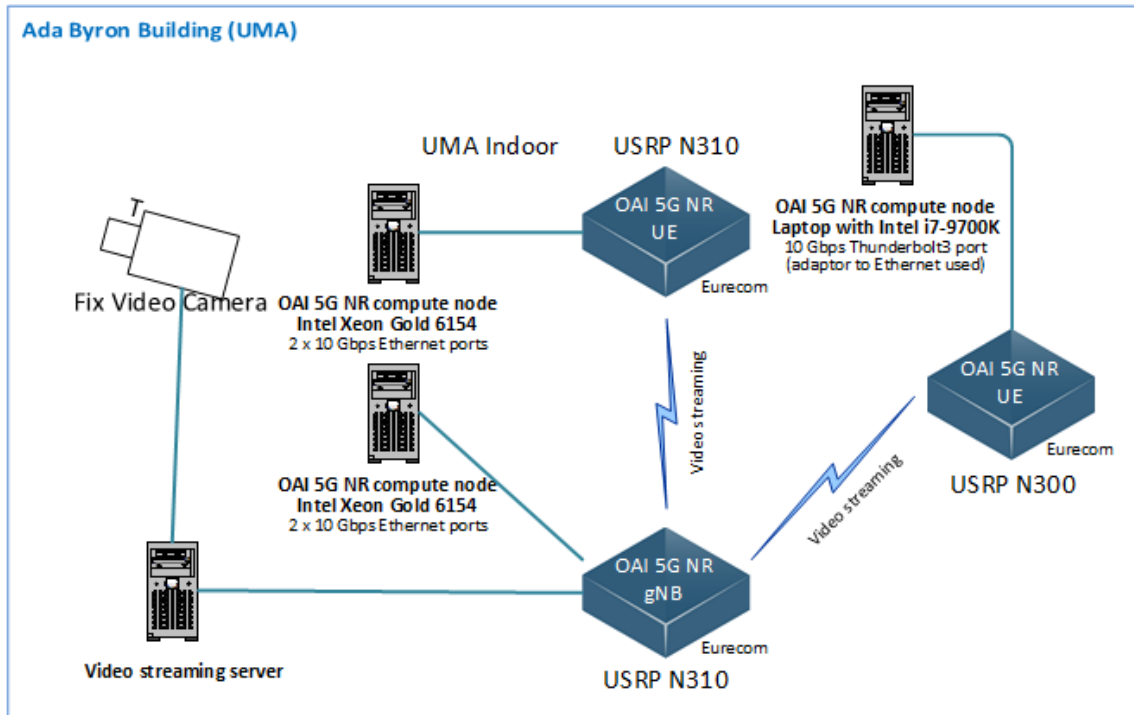 Ada Byron Building (UMA)
UMA Indoor
USRP N310
OAI 5G NR
UE
Eurecom
OAI 5G NR compute node
Laptop with Intel i7-9700K
10 Gbps Thunderbolt3 port
(adaptor to Ethernet used)
Fix Video Camera
OAI 5G NR compute node
Intel Xeon Gold 6154
2 x 10 Gbps Ethernet ports
Video streaming
OAI 5G NR
UE
Eurecom
USRP N300
OAI 5G NR compute node
Intel Xeon Gold 6154
2 x 10 Gbps Ethernet ports
Video streaming
OAI 5G NR
gNB
Eurecom
USRP N310
Video streaming server